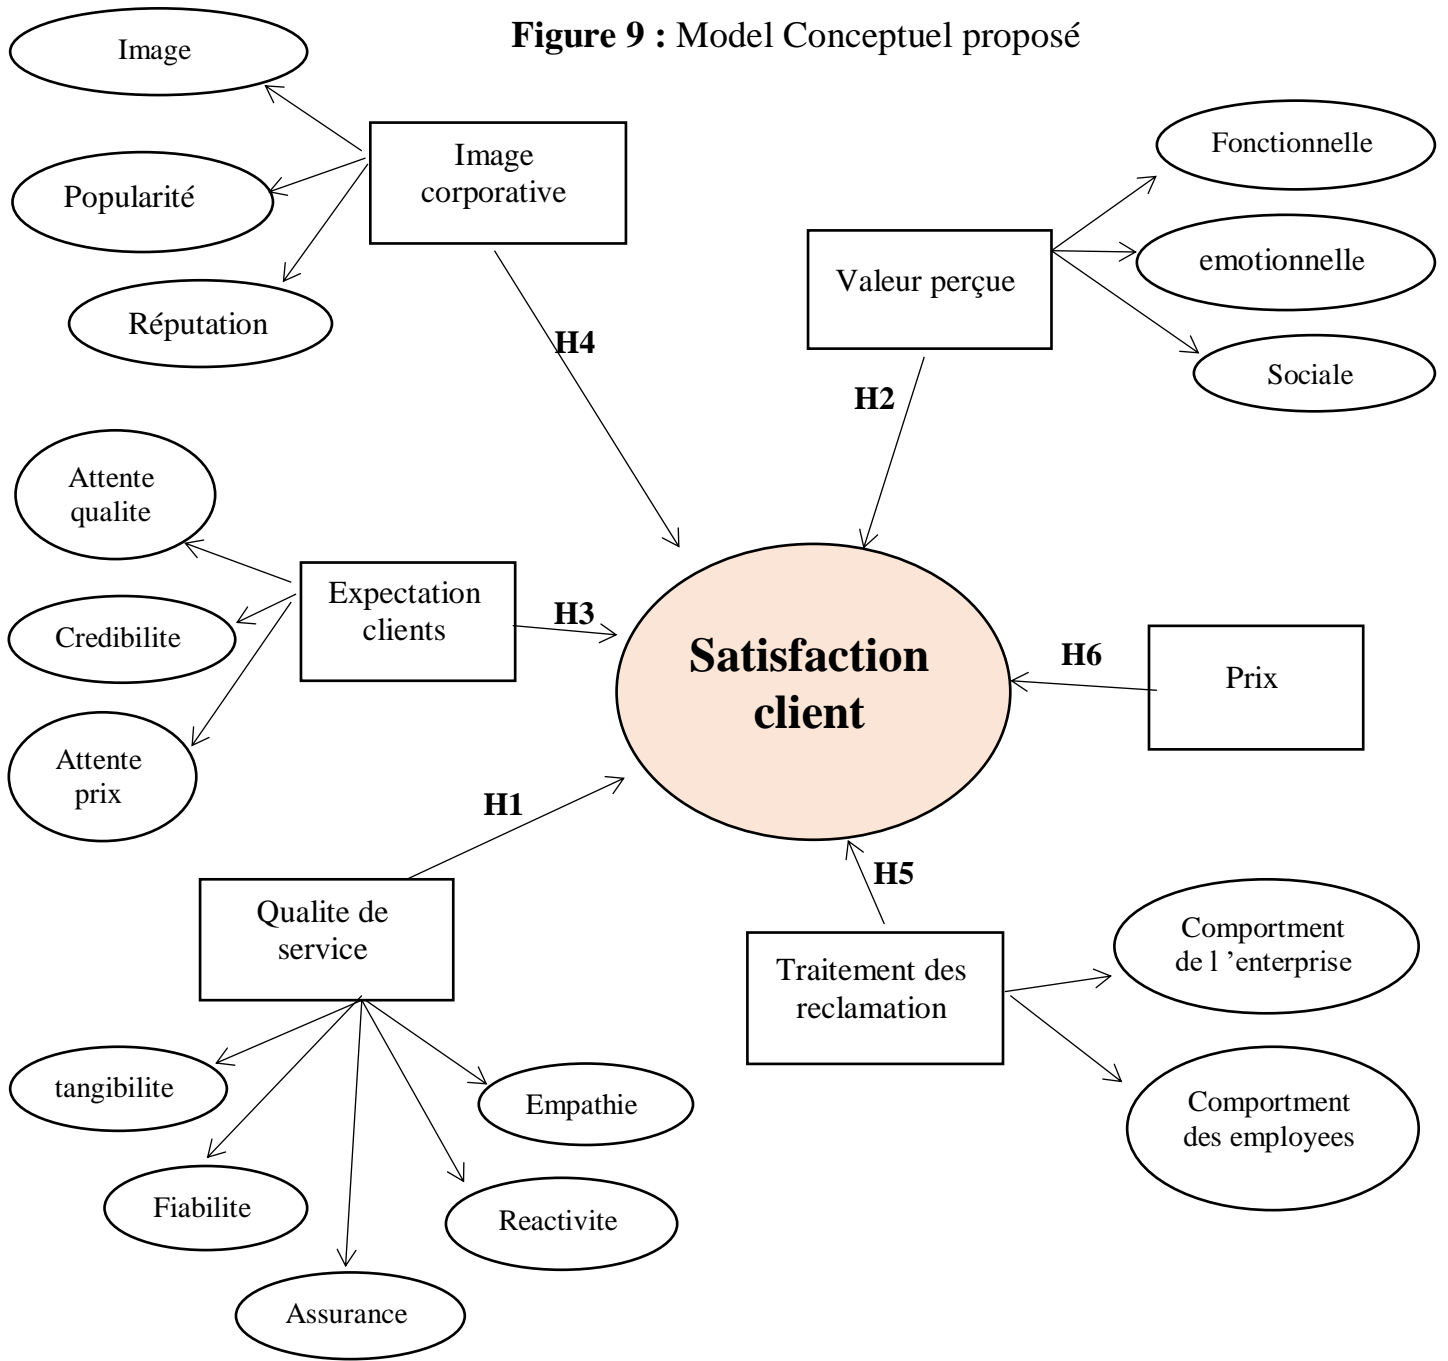 Figure 9 : Model Conceptuel proposé
Image
Popularité
Réputation
Image
corporative
H4
Valeur perçue
Fonctionnelle
emotionnelle
Sociale
H2
Attente
qualite
Credibilite
Attente
prix
Expectation
clients
H3
Satisfaction
client
H6
Prix
H1
Qualite de
service
tangibilite
Fiabilite
Assurance
Reactivite
Empathie
H5
Traitement des
reclamation
Comportment
de l ’enterprise
Comportment
des employees